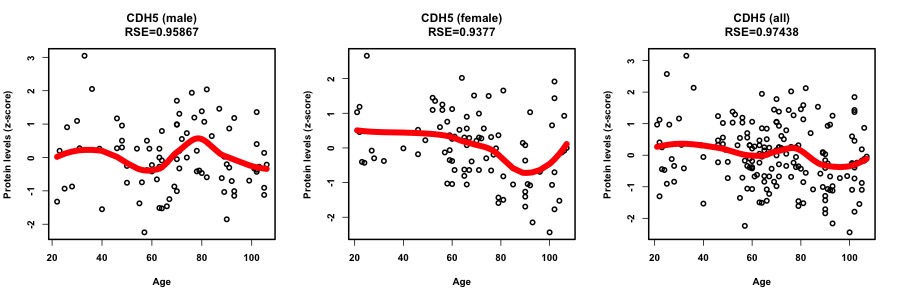 CDH5 (male)
RSE=0.95867
Protein levels (z-score)
3
2
1
0
-1
-2
20 40 60 80 100
Age
CDH5 (female)
RSE=0.9377
Protein levels (z-score)
2
1
0
-1
-2
20 40 60 80 100
Age
CDH5 (all)
RSE=0.97438
Protein levels (z-score)
3
2
1
0
-1
-2
20 40 60 80 100
Age